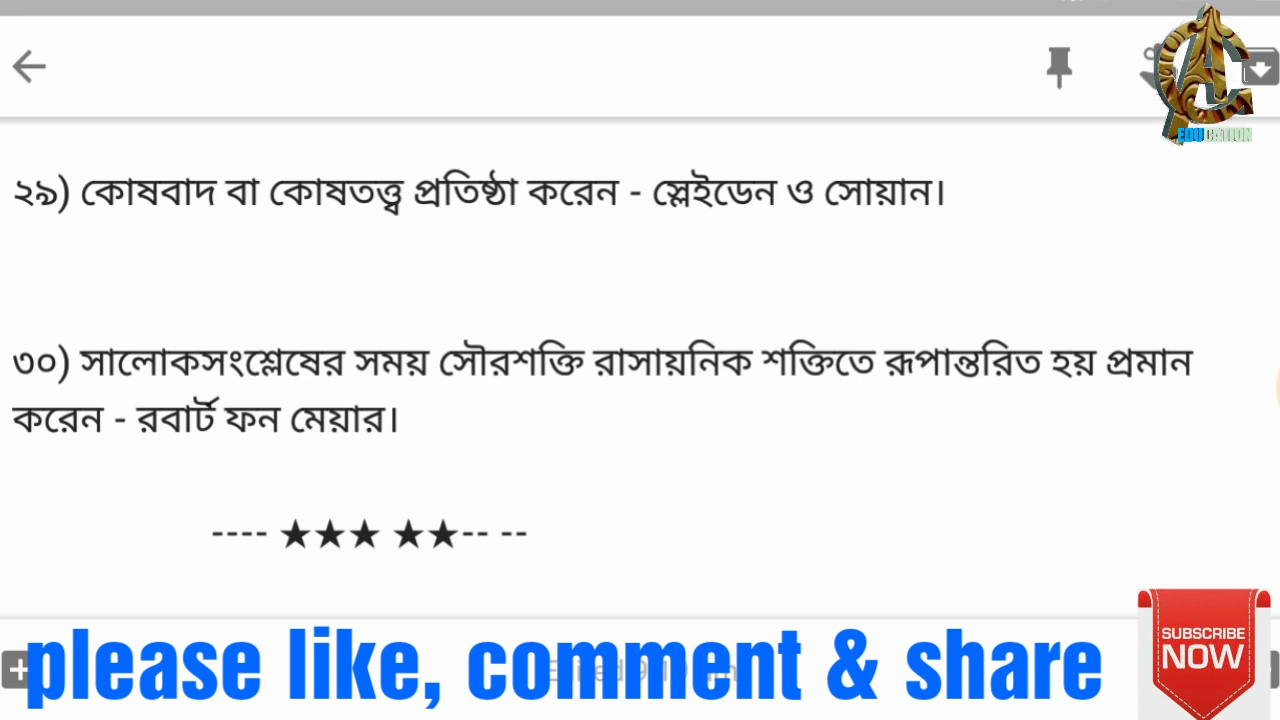 EDUCATION
২৯) কোষবাদ বা কোষতত্ত্ব প্রতিষ্ঠা করেন - স্লেইডেন ও সোয়ান।
৩০) সালোকসংশ্লেষের সময় সৌরশক্তি রাসায়নিক শক্তিতে রূপান্তরিত হয় প্রমান
করেন - রবার্ট ফন মেয়ার।
---- ★★★ ★★-- --
please like, comment & share
SUBSCRIBE
NOW